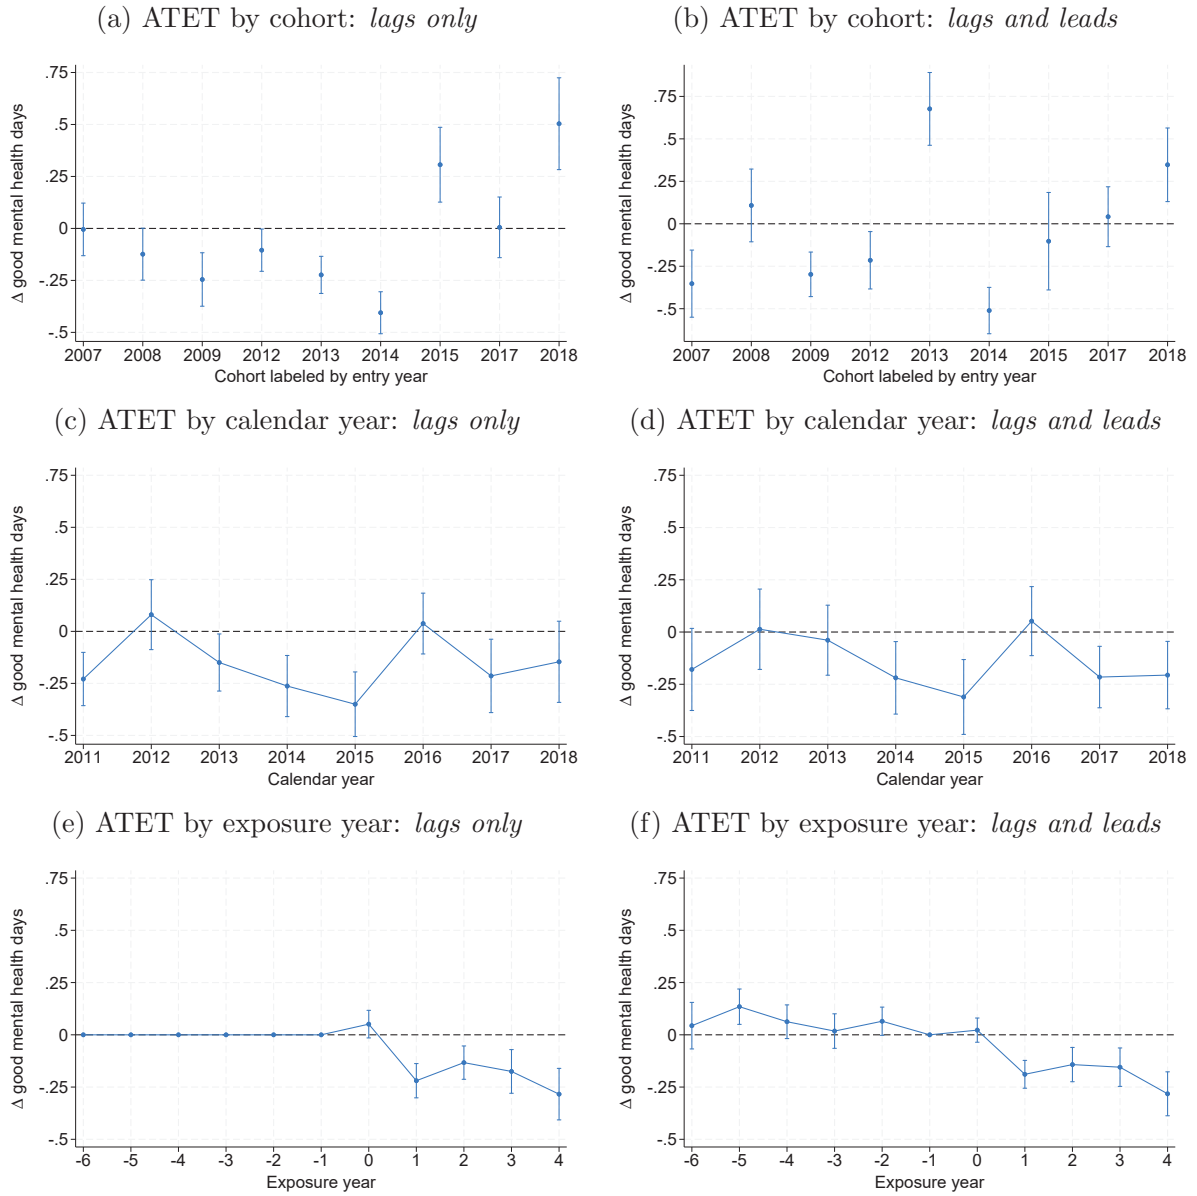 (a) ATET by cohort: lags only
Δ good mental health days
.75
.5
.25
0
-.25
-.5
2007 2008 2009 2012 2013 2014 2015 2017 2018
Cohort labeled by entry year
(b) ATET by cohort: lags and leads
Δ good mental health days
.75
.5
.25
0
-.25
-.5
2007 2008 2009 2012 2013 2014 2015 2017 2018
Cohort labeled by entry year
(c) ATET by calendar year: lags only
Δ good mental health days
.75
.5
.25
0
-.25
-.5
2011 2012 2013 2014 2015 2016 2017 2018
Calendar year
(d) ATET by calendar year: lags and leads
Δ good mental health days
.75
.5
.25
0
-.25
-.5
2011 2012 2013 2014 2015 2016 2017 2018
Calendar year
(e) ATET by exposure year: lags only
Δ good mental health days
.75
.5
.25
0
-.25
-.5
-6 -5 -4 -3 -2 -1 0 1 2 3 4
Exposure year
(f) ATET by exposure year: lags and leads
Δ good mental health days
.75
.5
.25
0
-.25
-.5
-6 -5 -4 -3 -2 -1 0 1 2 3 4
Exposure year